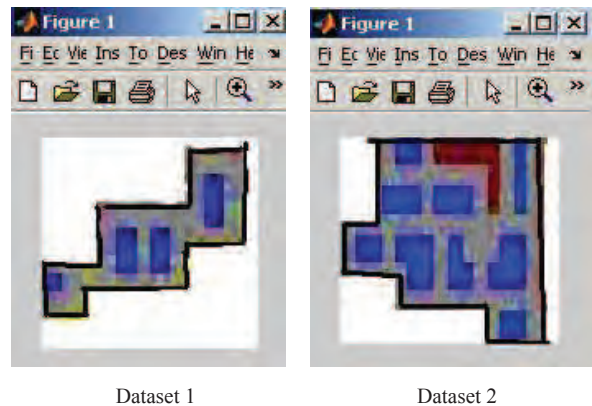 Figure 1
Fi Ec Vie Ins To Des Win He
Figure 1
Fi Ec Vie Ins To Des Win He
Dataset 1
Dataset 2